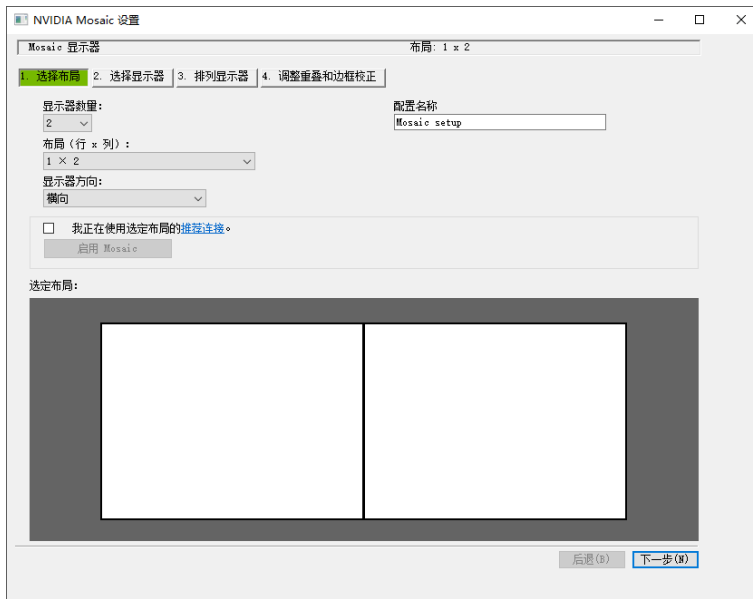 NVIDIA Mosaic 设置
Mosaic 显示器 布局: 1 x 2
1. 选择布局 2. 选择显示器 3. 排列显示器 4. 调整重叠和边框校正
显示器数量: 配置名称
2 Mosaic setup
布局 (行 x 列) :
1 × 2
显示器方向:
横向
我正在使用选定布局的推荐连接。
启用 Mosaic
选定布局:
后退(B) 下一步(N)